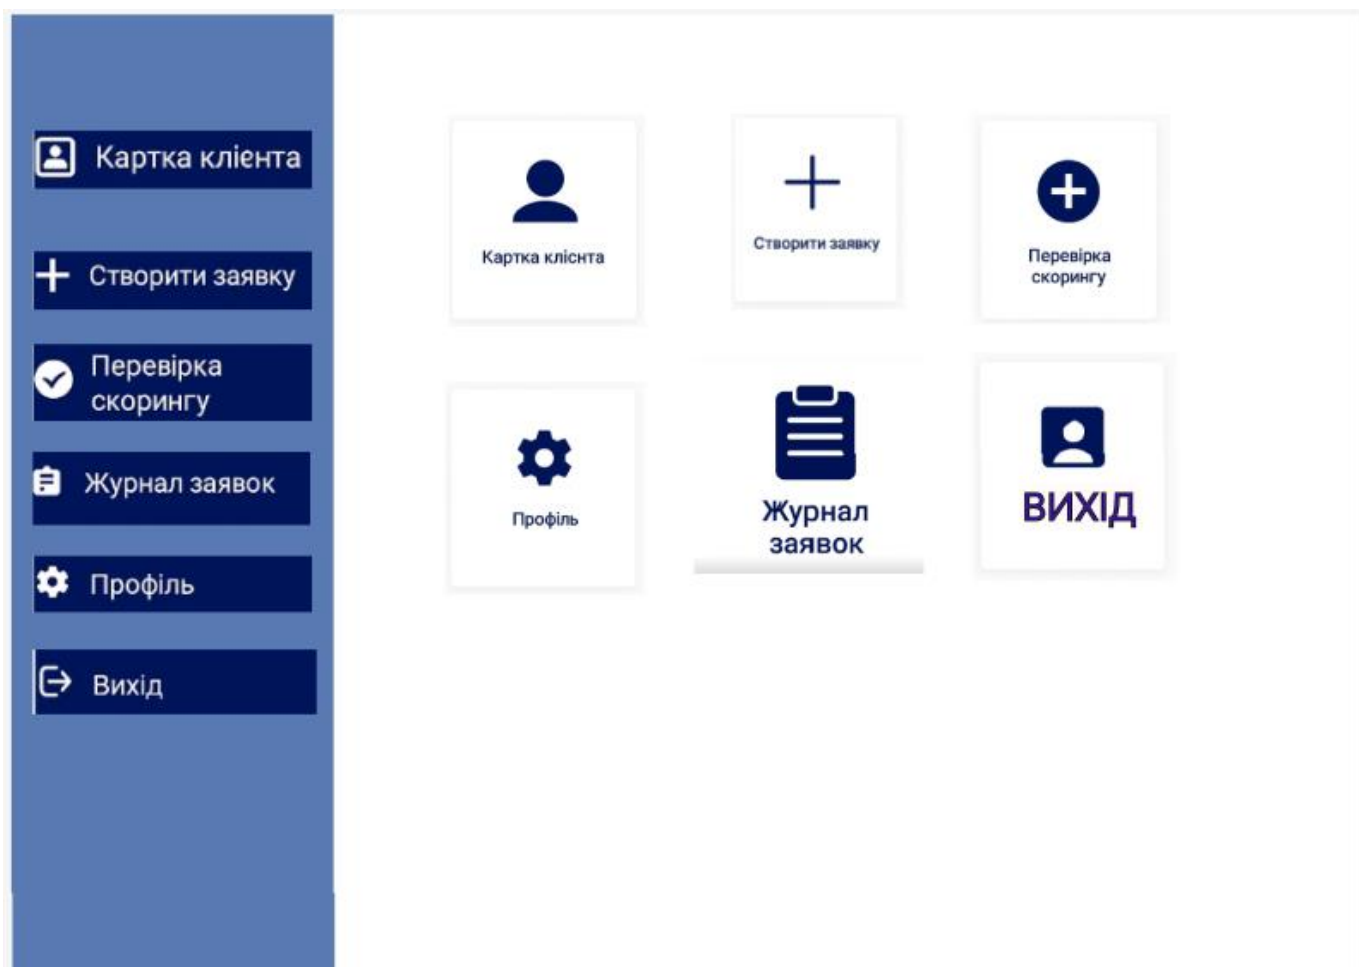 Картка клієнта
Створити заявку
Перевірка
скорингу
Журнал заявок
Профіль
Вихід
Картка клієнта
Створити заявку
Перевірка
скорингу
Профіль
Журнал
заявок
ВИХІД